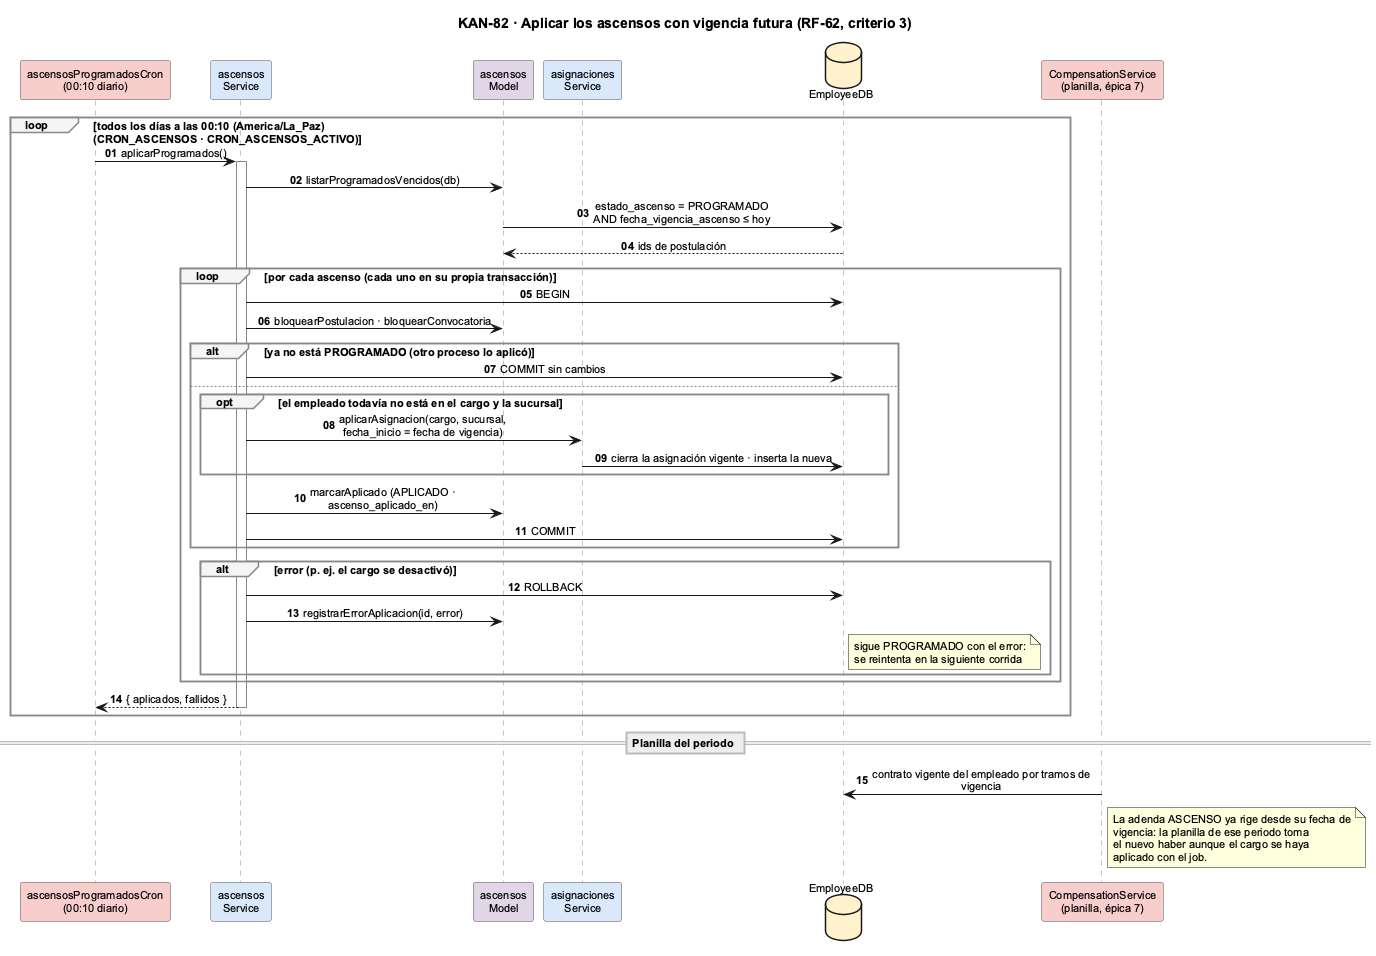 KAN-82 · Aplicar los ascensos con vigencia futura (RF-62, criterio 3)
ascensosProgramadosCron
(00:10 diario)
ascensos
Service
ascensos
Model
asignaciones
Service
EmployeeDB
CompensationService
(planilla, épica 7)
loop
[todos los días a las 00:10 (America/La_Paz)
(CRON_ASCENSOS · CRON_ASCENSOS_ACTIVO)]
01 aplicarProgramados()
02 listarProgramadosVencidos(db)
03 estado_ascenso = PROGRAMADO
AND fecha_vigencia_ascenso ≤ hoy
04 ids de postulación
loop
[por cada ascenso (cada uno en su propia transacción)]
05 BEGIN
06 bloquearPostulacion · bloquearConvocatoria
alt
[ya no está PROGRAMADO (otro proceso lo aplicó)]
07 COMMIT sin cambios
opt
[el empleado todavía no está en el cargo y la sucursal]
08 aplicarAsignacion(cargo, sucursal,
fecha_inicio = fecha de vigencia)
09 cierra la asignación vigente · inserta la nueva
10 marcarAplicado (APLICADO ·
ascenso_aplicado_en)
11 COMMIT
alt
[error (p. ej. el cargo se desactivó)]
12 ROLLBACK
13 registrarErrorAplicacion(id, error)
sigue PROGRAMADO con el error:
se reintenta en la siguiente corrida
14 { aplicados, fallidos }
Planilla del periodo
15 contrato vigente del empleado por tramos de
vigencia
La adenda ASCENSO ya rige desde su fecha de
vigencia: la planilla de ese periodo toma
el nuevo haber aunque el cargo se haya
aplicado con el job.
ascensosProgramadosCron
(00:10 diario)
ascensos
Service
ascensos
Model
asignaciones
Service
EmployeeDB
CompensationService
(planilla, épica 7)